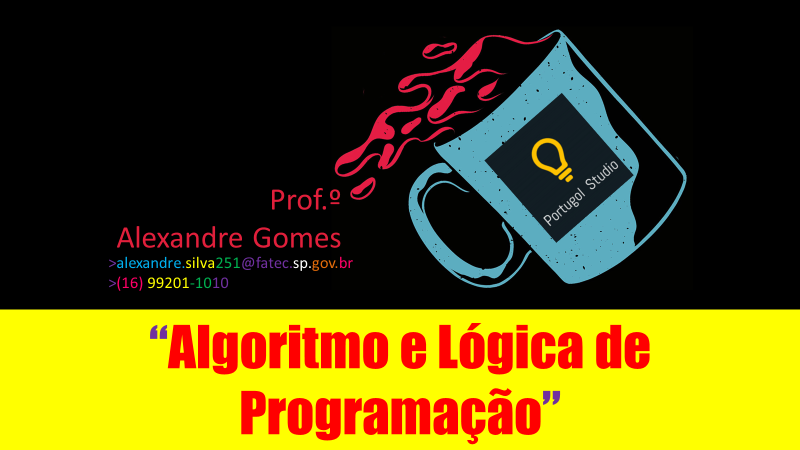 Prof.º
Alexandre Gomes
>alexandre.silva251@fatec.sp.gov.br
>(16) 99201-1010
Portugol Studio
“Algoritmo e Lógica de
Programação”